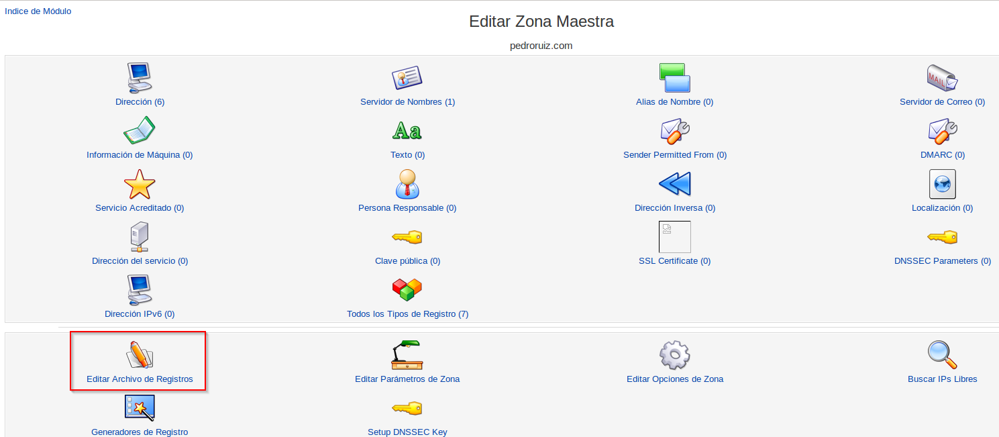 Indice de Módulo
Editar Zona Maestra
pedroruiz.com
Dirección (6)
Servidor de Nombres (1)
Alias de Nombre (0)
MAIL
Servidor de Correo (0)
Información de Máquina (0)
Aa
Texto (0)
Sender Permitted From (0)
DMARC (0)
Servicio Acreditado (0)
Persona Responsable (0)
Dirección Inversa (0)
Localización (0)
Dirección del servicio (0)
Clave pública (0)
SSL Certificate (0)
DNSSEC Parameters (0)
Dirección IPv6 (0)
Todos los Tipos de Registro (7)
Editar Archivo de Registros
Editar Parámetros de Zona
Editar Opciones de Zona
Buscar IPs Libres
Generadores de Registro
Setup DNSSEC Key